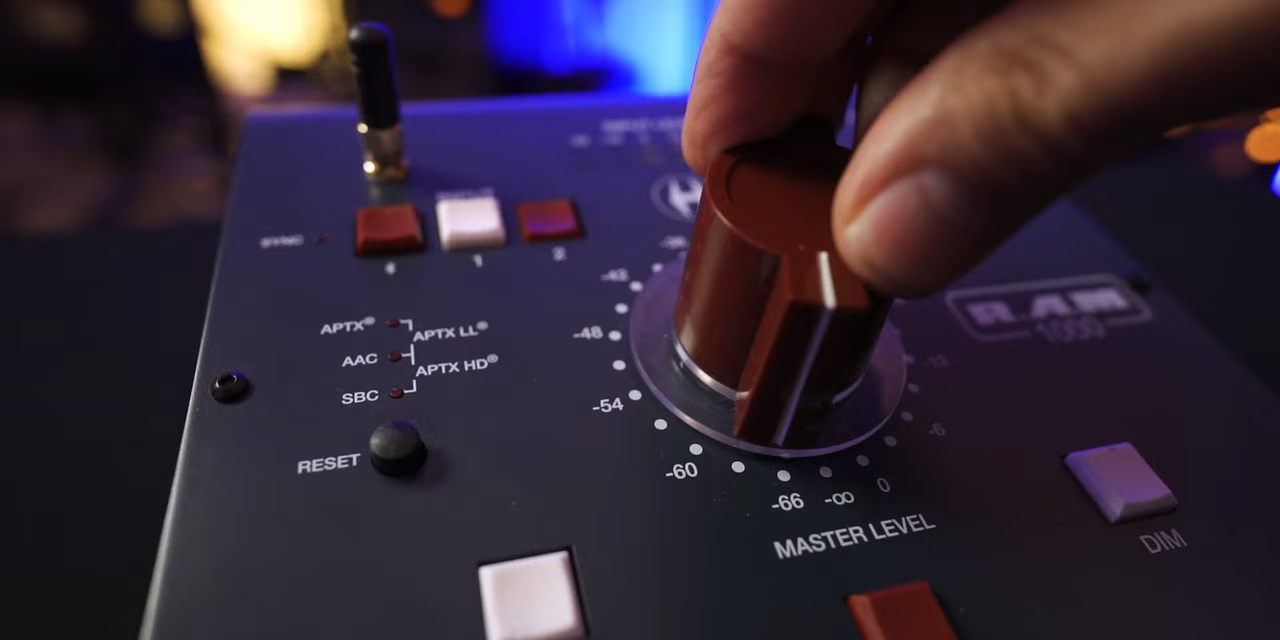 SYNC
4
1
2
APTX®
APTX LL®
AAC
APTX HD®
SBC
RESET
-42
-48
-54
-60
-66
-∞
0
-6
-12
MASTER LEVEL
R.A.M
1000
DIM